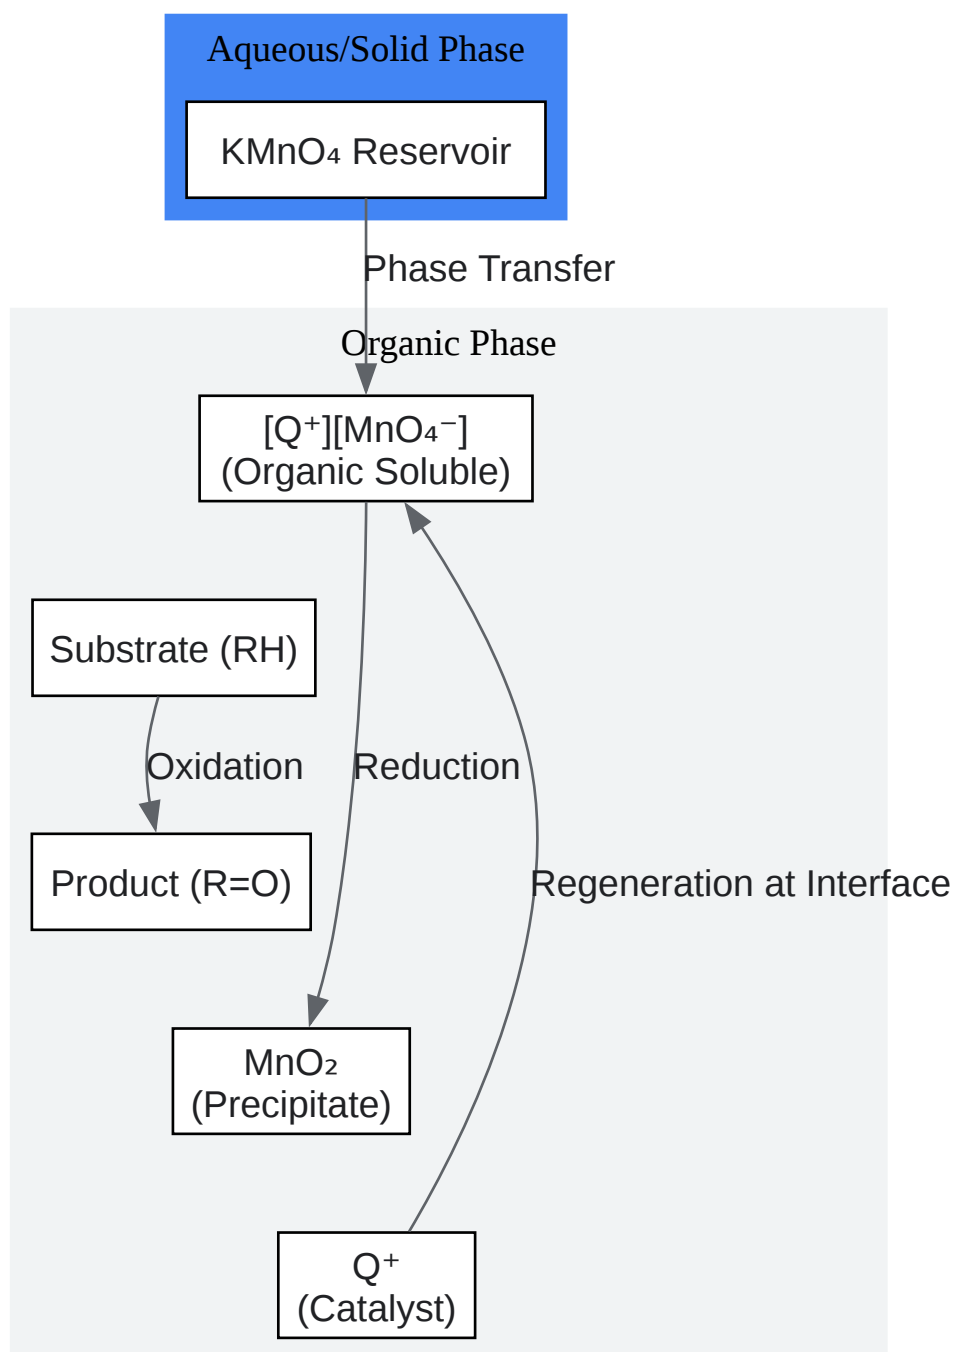 Aqueous/Solid Phase
KMnO₄ Reservoir
Phase Transfer
Organic Phase
[Q⁺][MnO₄⁻]
(Organic Soluble)
Substrate (RH)
Oxidation
Reduction
Product (R=O)
Regeneration at Interface
MnO₂
(Precipitate)
Q⁺
(Catalyst)